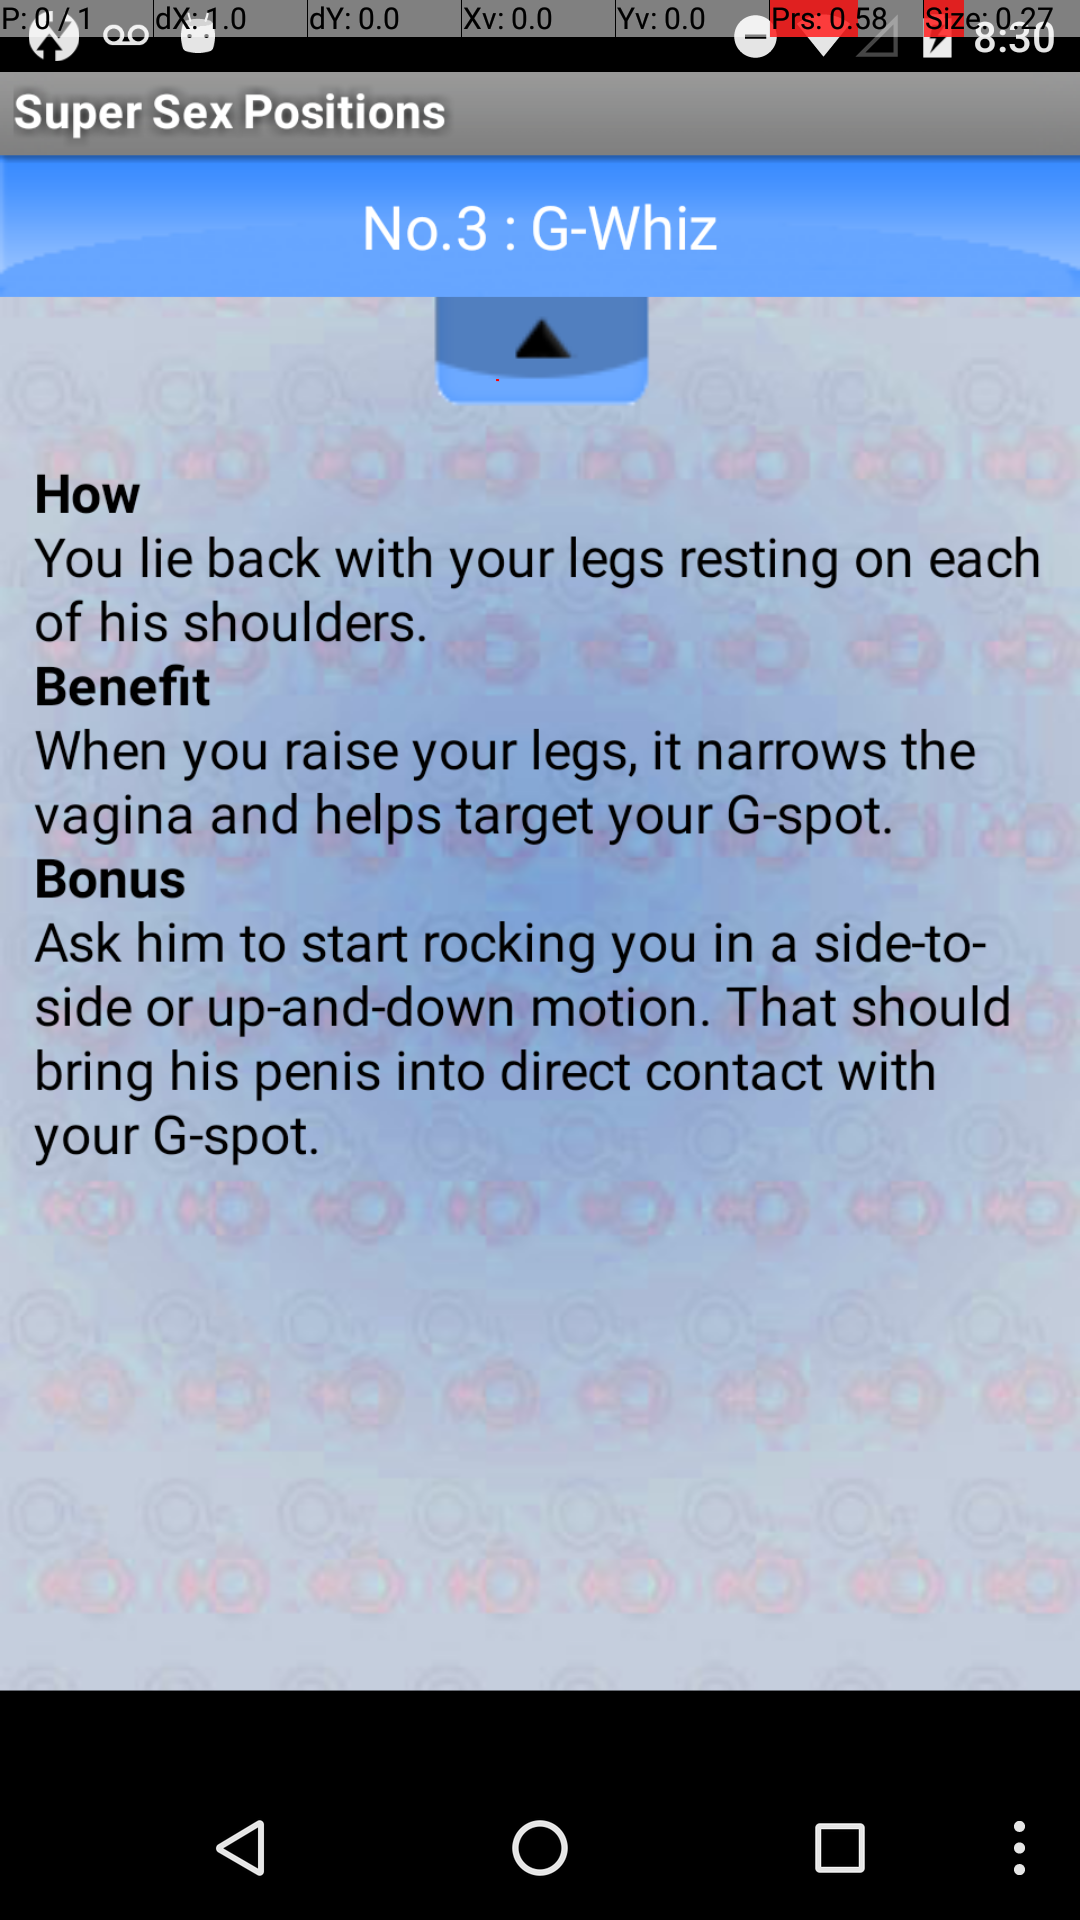 P: 0 / 1 dX: 1.0 dY: 0.0 Xv: 0.0 Yv: 0.0 Prs: 0.58 Size: 0.27
8:30
Super Sex Positions
No.3 : G-Whiz
How
You lie back with your legs resting on each
of his shoulders.
Benefit
When you raise your legs, it narrows the
vagina and helps target your G-spot.
Bonus
Ask him to start rocking you in a side-to-
side or up-and-down motion. That should
bring his penis into direct contact with
your G-spot.